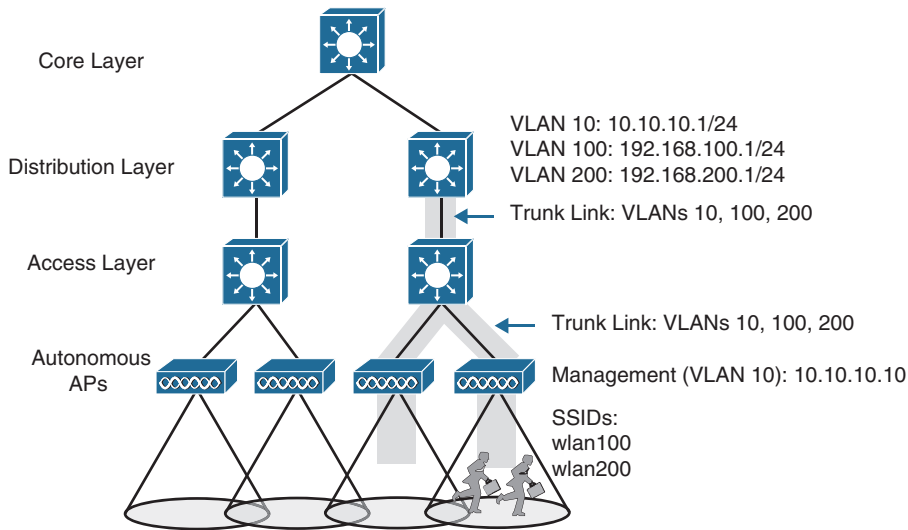 Core Layer
VLAN 10: 10.10.10.1/24
VLAN 100: 192.168.100.1/24
VLAN 200: 192.168.200.1/24
Distribution Layer
Trunk Link: VLANs 10, 100, 200
Access Layer
Trunk Link: VLANs 10, 100, 200
Autonomous
APs
Management (VLAN 10): 10.10.10.10
SSIDs:
wlan100
wlan200